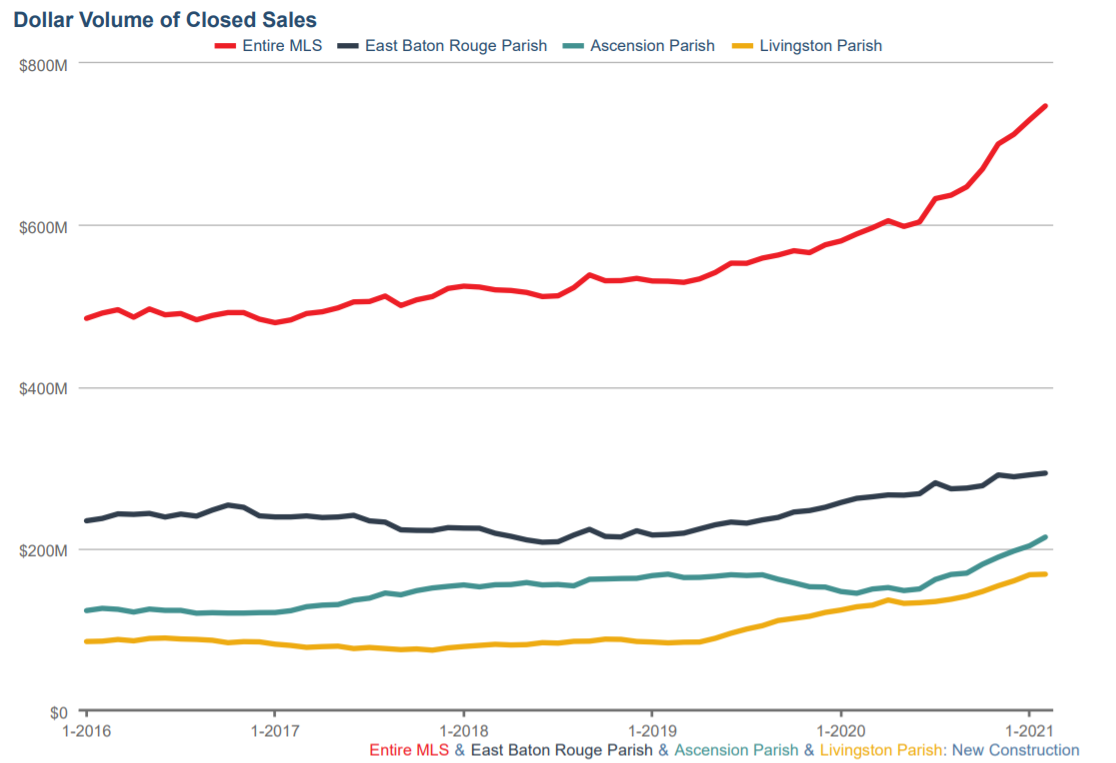 Dollar Volume of Closed Sales
Entire MLS East Baton Rouge Parish Ascension Parish Livingston Parish
$800M
$600M
$400M
$200M
$0
1-2016 1-2017 1-2018 1-2019 1-2020 1-2021
Entire MLS & East Baton Rouge Parish & Ascension Parish & Livingston Parish: New Construction